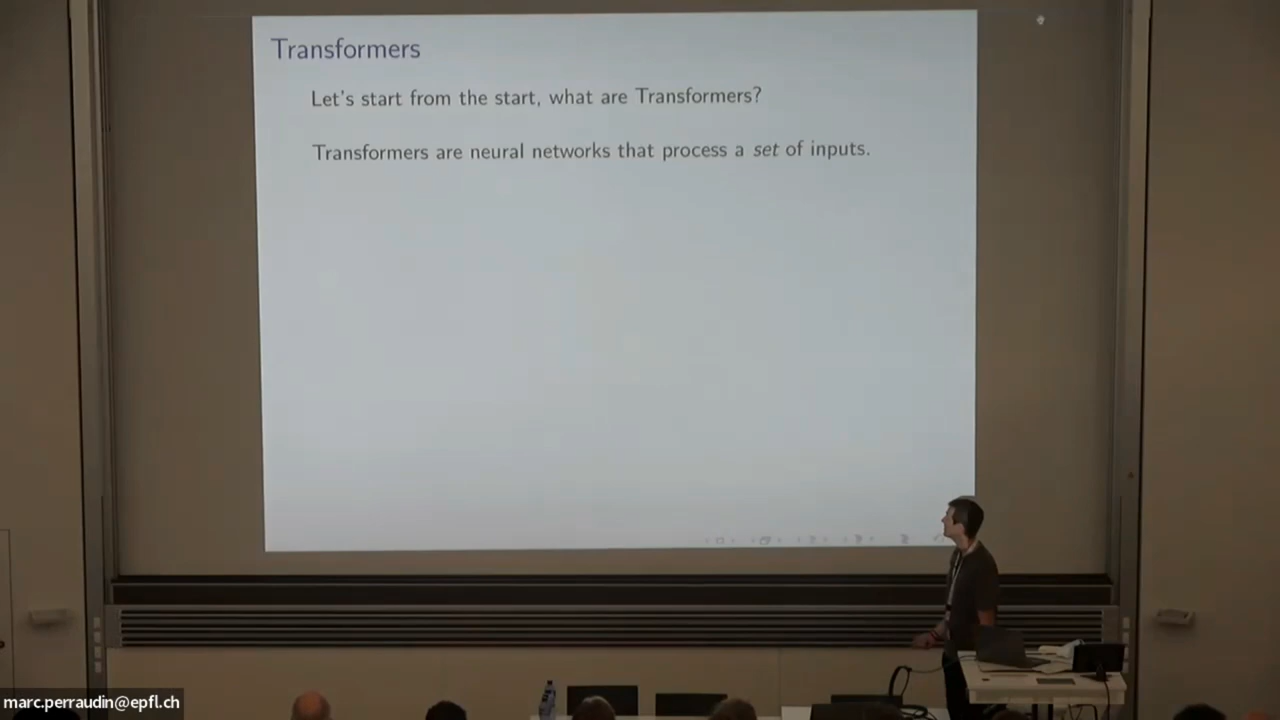 Transformers
Let's start from the start, what are Transformers?
Transformers are neural networks that process a set of inputs.
marc.perraudin@epfl.ch